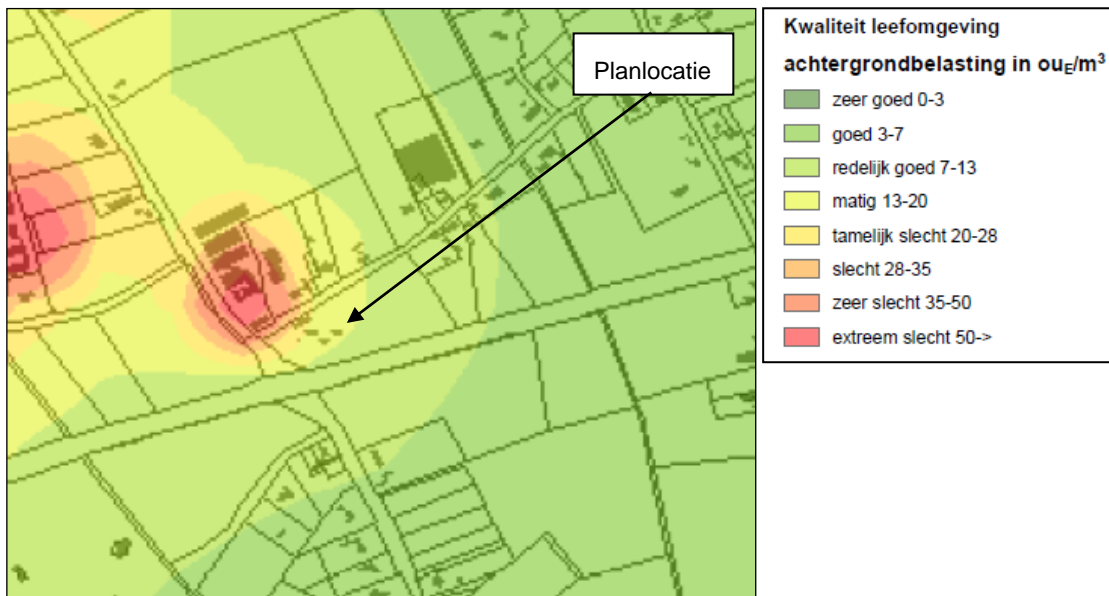 Planlocatie
Kwaliteit leefomgeving
achtergrondbelasting in ouE/m³
zeer goed 0-3
goed 3-7
redelijk goed 7-13
matig 13-20
tamelijk slecht 20-28
slecht 28-35
zeer slecht 35-50
extreem slecht 50->